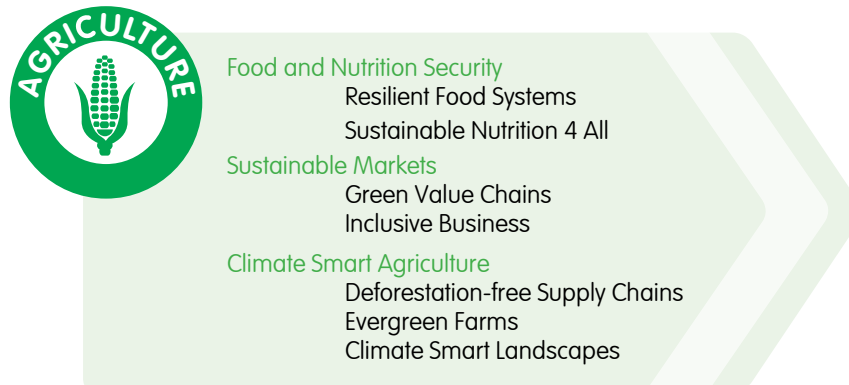 AGRICULTURE
Food and Nutrition Security
Resilient Food Systems
Sustainable Nutrition 4 All
Sustainable Markets
Green Value Chains
Inclusive Business
Climate Smart Agriculture
Deforestation-free Supply Chains
Evergreen Farms
Climate Smart Landscapes